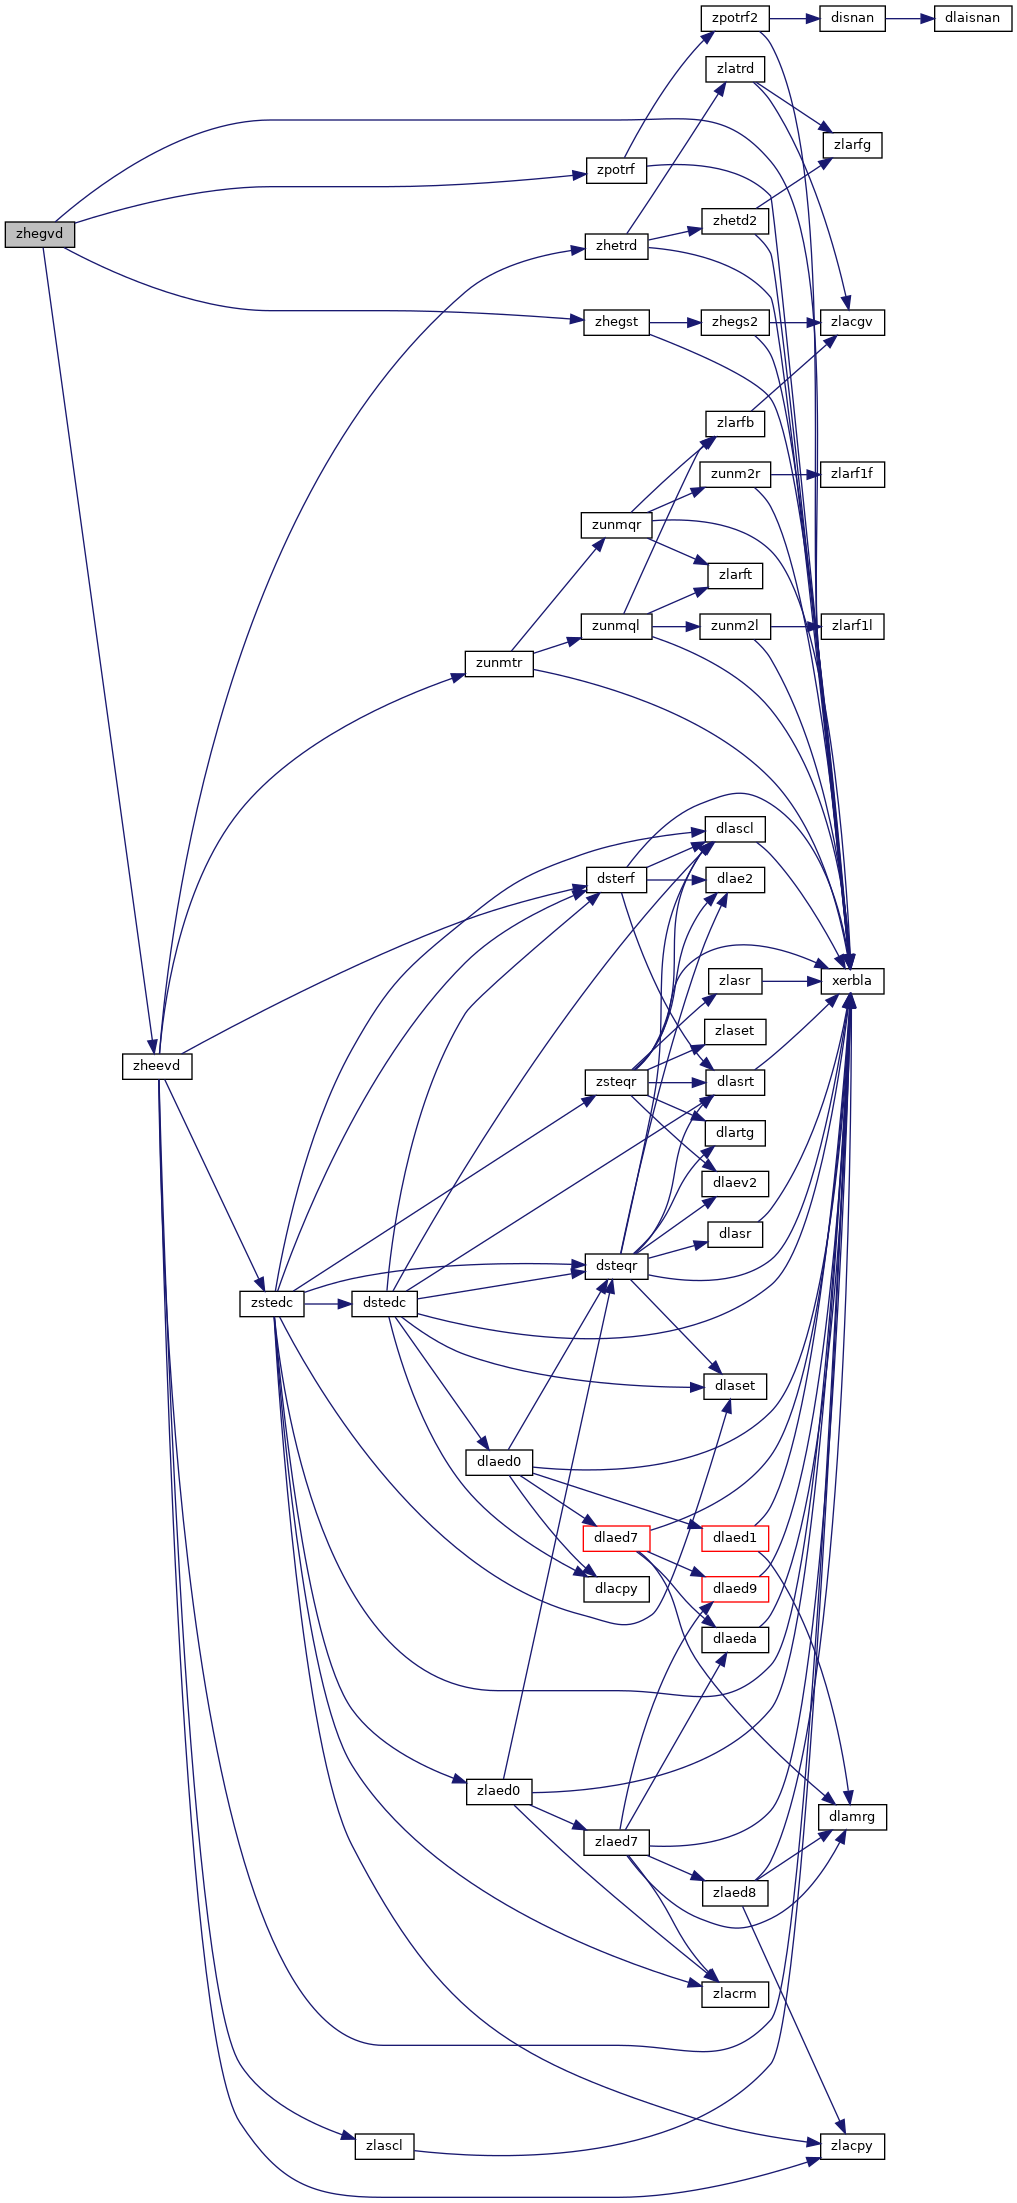 zpotrf2
disnan
dlaisnan
zlatrd
zlarfg
zpotrf
zhetd2
zhegvd
zhetrd
zhegst
zhegs2
zlacgv
zlarfb
zunm2r
zlarf1f
zunmqr
zlarft
zunmql
zunm2l
zlarf1l
zunmtr
dlascl
dsterf
dlae2
zlasr
xerbla
zlaset
zheevd
zsteqr
dlasrt
dlartg
dlaev2
dlasr
dsteqr
zstedc
dstedc
dlaset
dlaed0
dlaed7
dlaed1
dlacpy
dlaed9
dlaeda
zlaed0
dlamrg
zlaed7
zlaed8
zlacrm
zlascl
zlacpy